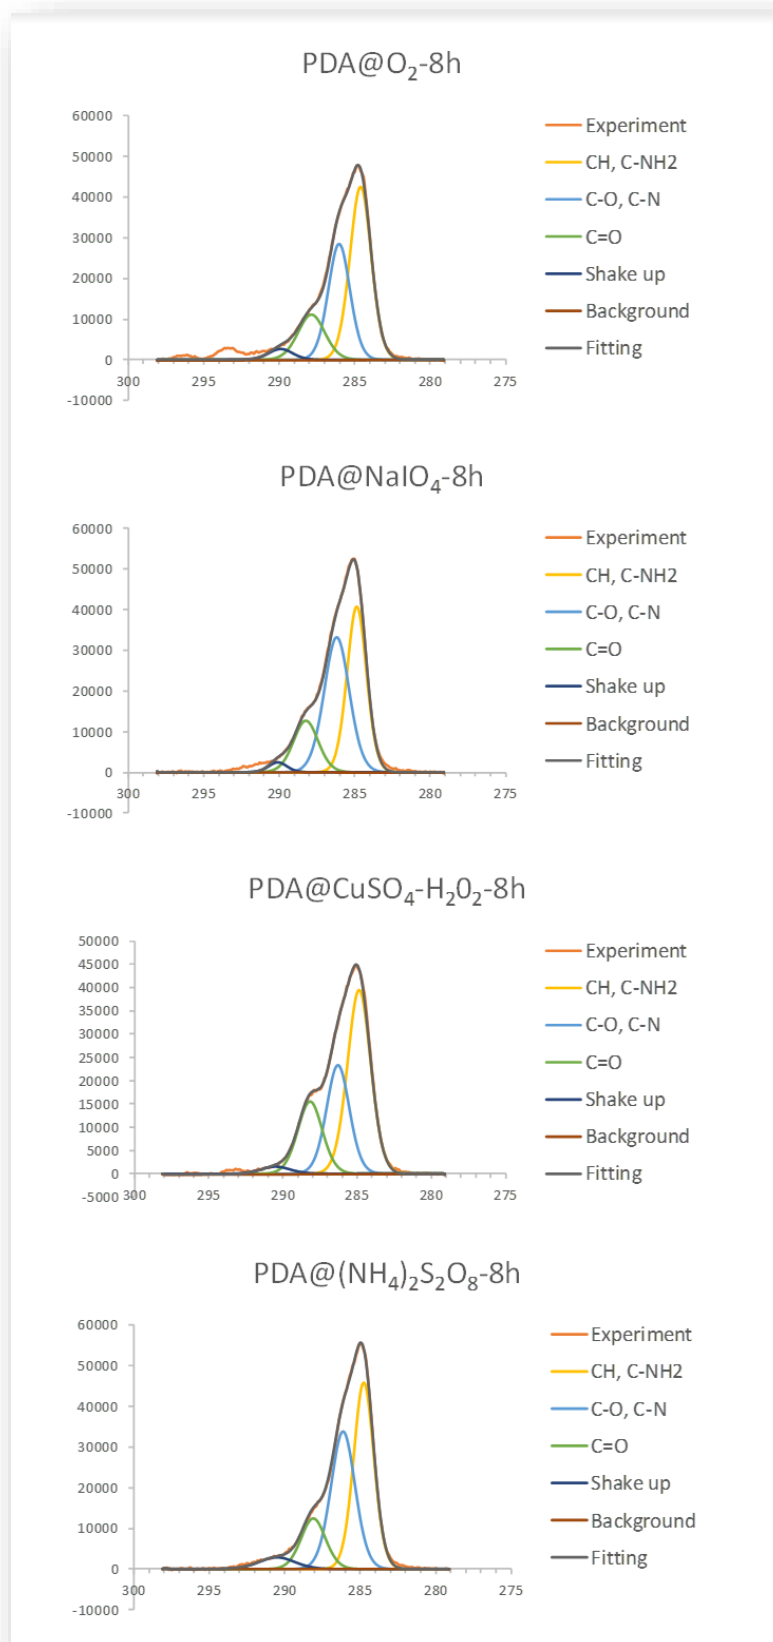 PDA@O₂-8h
60000
50000
40000
30000
20000
10000
0
-10000
300 295 290 285 280 275
Experiment
CH, C-NH2
C-O, C-N
C=O
Shake up
Background
Fitting
PDA@NaIO₄-8h
60000
50000
40000
30000
20000
10000
0
-10000
300 295 290 285 280 275
Experiment
CH, C-NH2
C-O, C-N
C=O
Shake up
Background
Fitting
PDA@CuSO₄-H₂0₂-8h
50000
45000
40000
35000
30000
25000
20000
15000
10000
5000
0
-5000
300 295 290 285 280 275
Experiment
CH, C-NH2
C-O, C-N
C=O
Shake up
Background
Fitting
PDA@(NH₄)₂S₂O₈-8h
60000
50000
40000
30000
20000
10000
0
-10000
300 295 290 285 280 275
Experiment
CH, C-NH2
C-O, C-N
C=O
Shake up
Background
Fitting